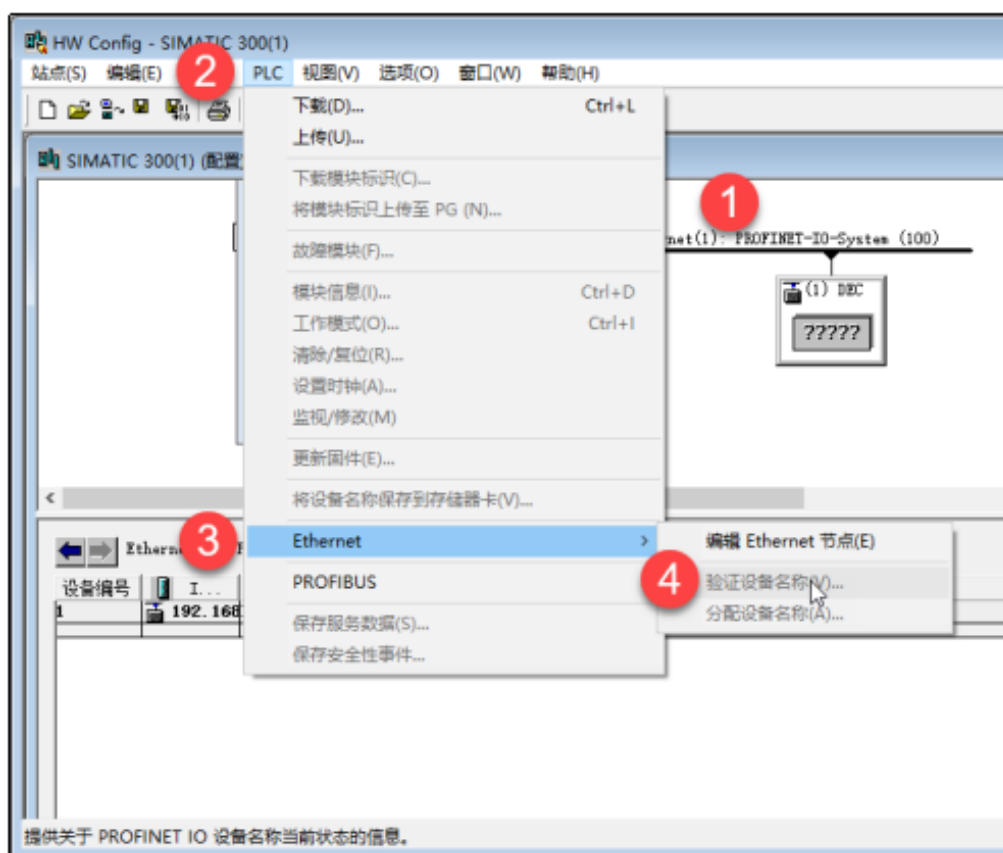 HW Config - SIMATIC 300(1)
站点(S) 编辑(E) 2 PLC 视图(V) 选项(O) 窗口(W) 帮助(H)
下载(D)... Ctrl+L
上传(U)...
SIMATIC 300(1) (配置
下载模块标识(C)...
将模块标识上传至 PG (N)...
1
net(1): PROFINET-IO-System (100)
故障模块(F)...
模块信息(I)... Ctrl+D
(1) DEC
工作模式(O)... Ctrl+I
?????
清除/复位(R)...
设置时钟(A)...
监视/修改(M)
更新固件(E)...
将设备名称保存到存储器卡(V)...
3
Ethernet
编辑 Ethernet 节点(E)
Ethern
设备编号 I...
PROFIBUS
4
验证设备名称(V)...
1 192.168
保存服务数据(S)...
分配设备名称(A)...
保存安全性事件...
提供关于 PROFINET IO 设备名称当前状态的信息。